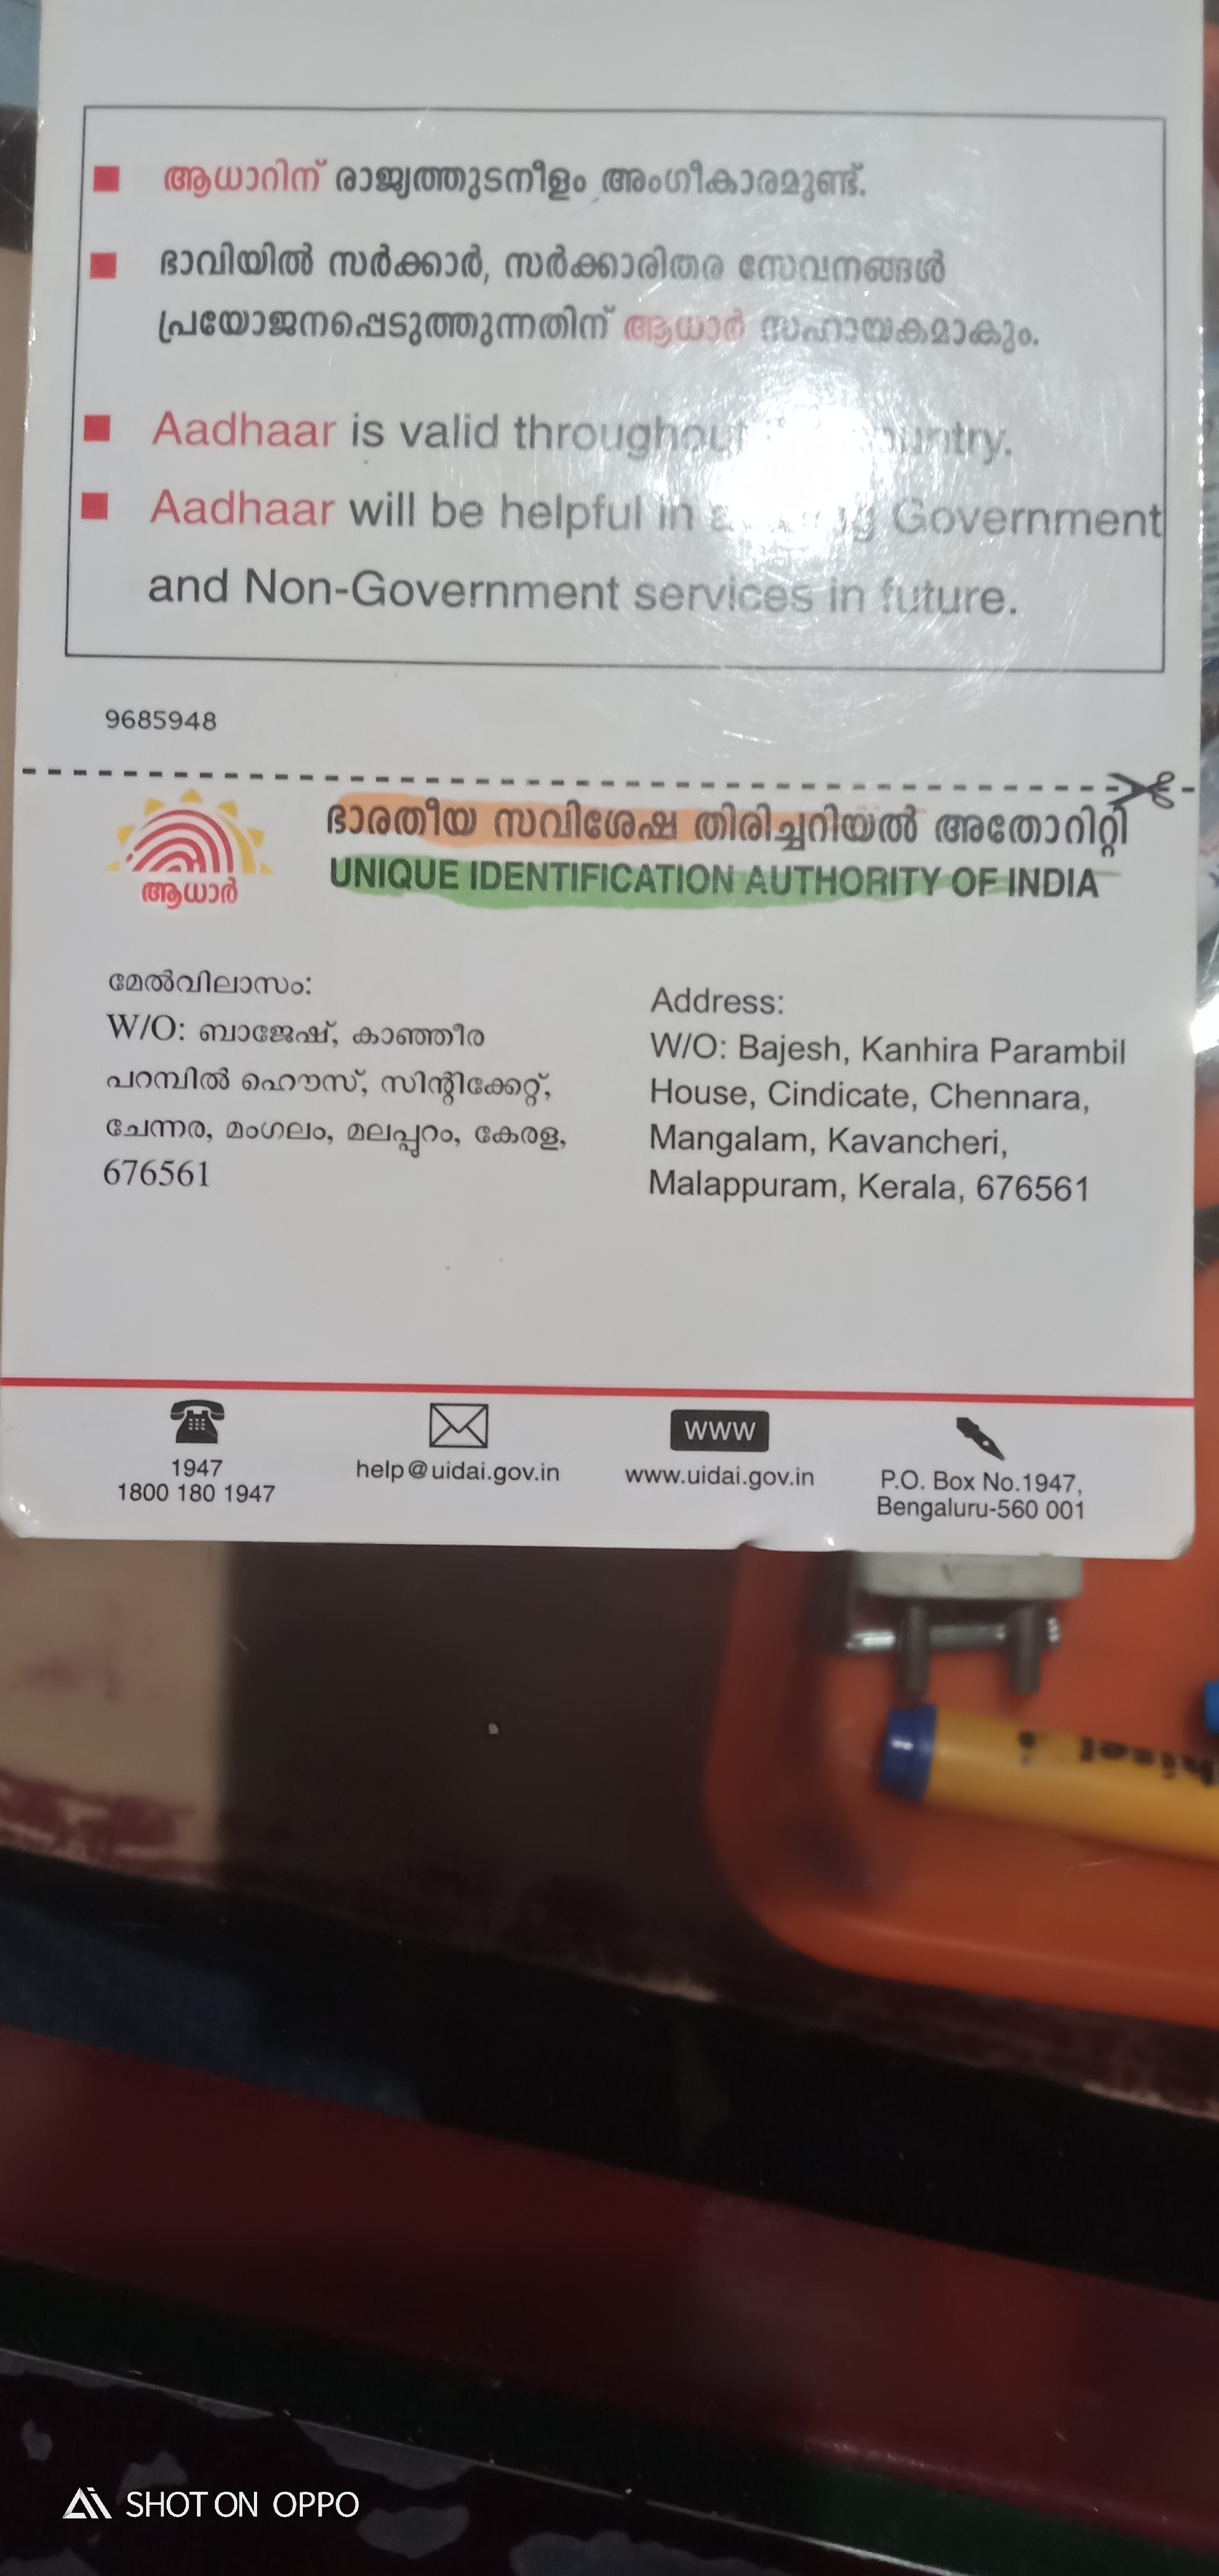 ആധാറിന് രാജ്യത്തുടനീളം അംഗീകാരമുണ്ട്.
ഭാവിയിൽ സർക്കാർ, സർക്കാരിതര സേവനങ്ങൾ
പ്രയോജനപ്പെടുത്തുന്നതിന് ആധാർ സഹായകമാകും.
Aadhaar is valid throughout country.
Aadhaar will be helpful in Government
and Non-Government services in future.
9685948
ആധാർ
ഭാരതീയ സവിശേഷ തിരിച്ചറിയൽ അതോറിറ്റി
UNIQUE IDENTIFICATION AUTHORITY OF INDIA
മേൽവിലാസം:
W/O: ബാജേഷ്, കാഞ്ഞീര
പറമ്പിൽ ഹൌസ്, സിന്റിക്കേറ്റ്,
ചേന്നര, മംഗലം, മലപ്പുറം, കേരള,
676561
Address:
W/O: Bajesh, Kanhira Parambil
House, Cindicate, Chennara,
Mangalam, Kavancheri,
Malappuram, Kerala, 676561
1947
1800 180 1947
help@uidai.gov.in
www
www.uidai.gov.in
P.O. Box No.1947,
Bengaluru-560 001
SHOT ON OPPO